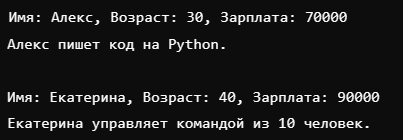 Имя: Алекс, Возраст: 30, Зарплата: 70000
Алекс пишет код на Python.
Имя: Екатерина, Возраст: 40, Зарплата: 90000
Екатерина управляет командой из 10 человек.